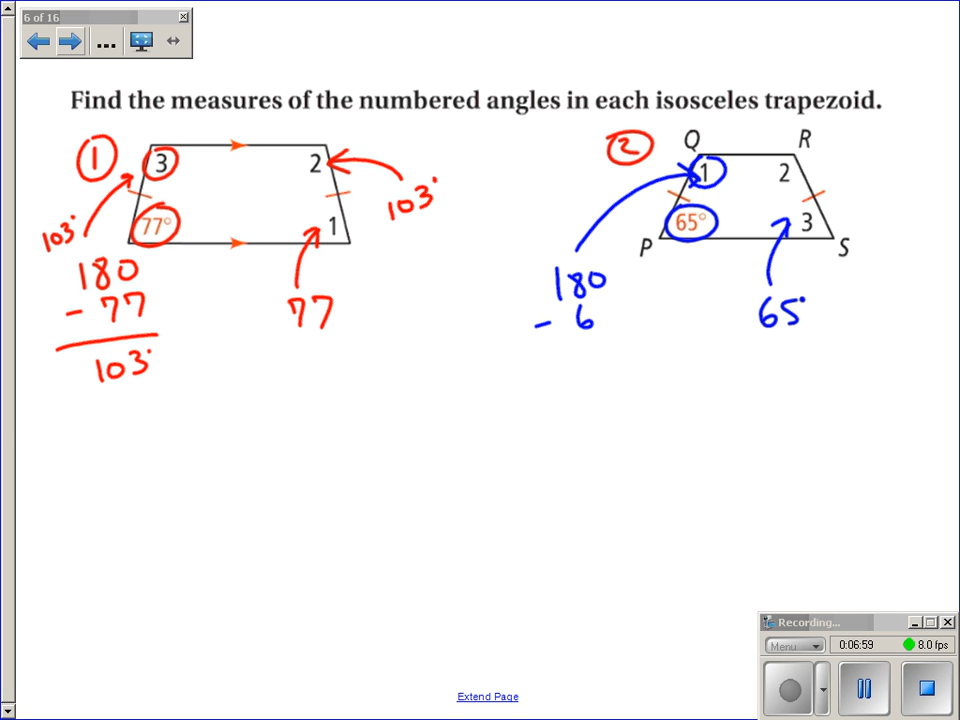 6 of 16
...
Find the measures of the numbered angles in each isosceles trapezoid.
1
3
2
103°
103°
77°
1
180
- 77
103°
77
2
Q
R
1
2
65°
3
P
S
180
- 6
65°
Recording...
Menu
0:06:59
8.0 fps
Extend Page